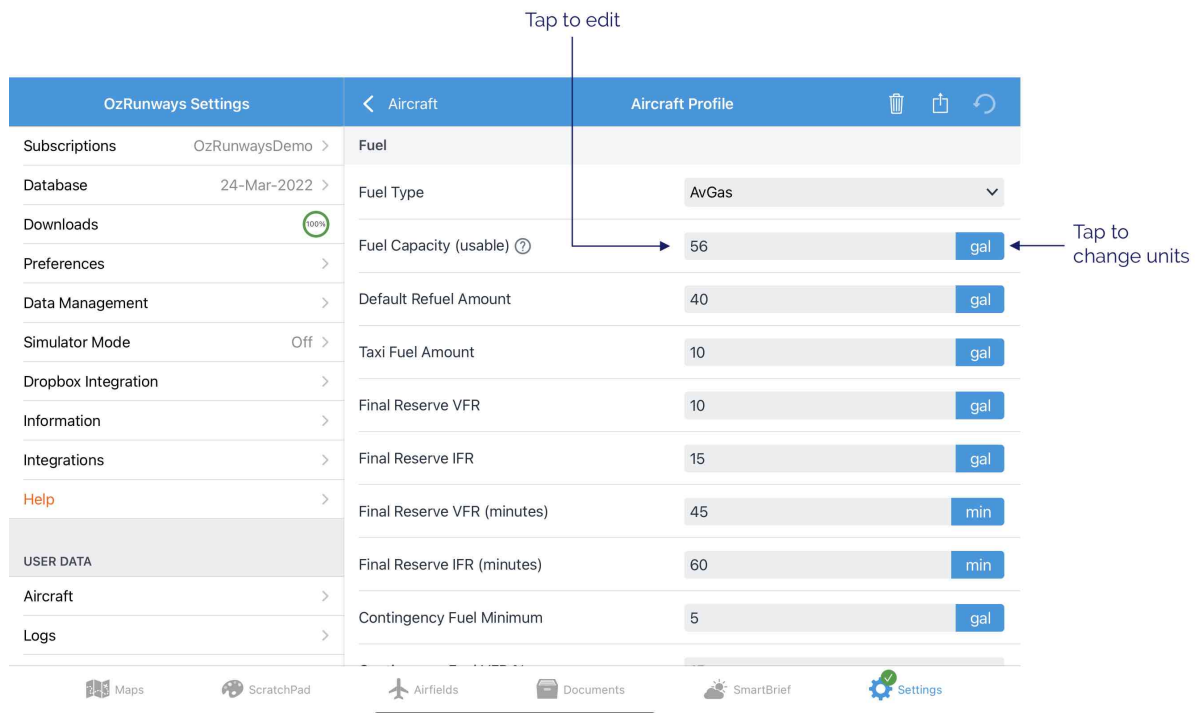 Tap to edit
OzRunways Settings
Aircraft
Aircraft Profile
Subscriptions OzRunwaysDemo
Database 24-Mar-2022
Downloads 100%
Preferences
Data Management
Simulator Mode Off
Dropbox Integration
Information
Integrations
Help
USER DATA
Aircraft
Logs
Fuel
Fuel Type AvGas
Fuel Capacity (usable) ? 56 gal
Tap to
change units
Default Refuel Amount 40 gal
Taxi Fuel Amount 10 gal
Final Reserve VFR 10 gal
Final Reserve IFR 15 gal
Final Reserve VFR (minutes) 45 min
Final Reserve IFR (minutes) 60 min
Contingency Fuel Minimum 5 gal
Maps ScratchPad Airfields Documents SmartBrief Settings